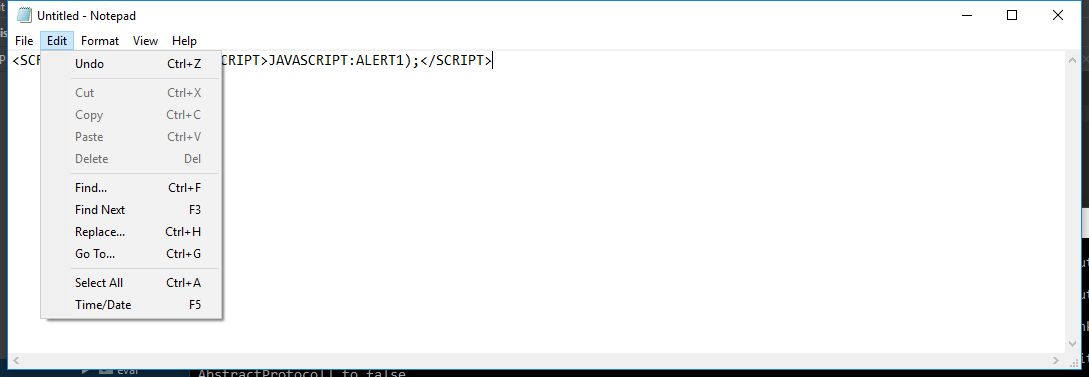 Untitled - Notepad
File Edit Format View Help
<SCR CRIPT>JAVASCRIPT:ALERT1);</SCRIPT>
Undo Ctrl+Z
Cut Ctrl+X
Copy Ctrl+C
Paste Ctrl+V
Delete Del
Find... Ctrl+F
Find Next F3
Replace... Ctrl+H
Go To... Ctrl+G
Select All Ctrl+A
Time/Date F5
eval
AbstractProtocol] to false